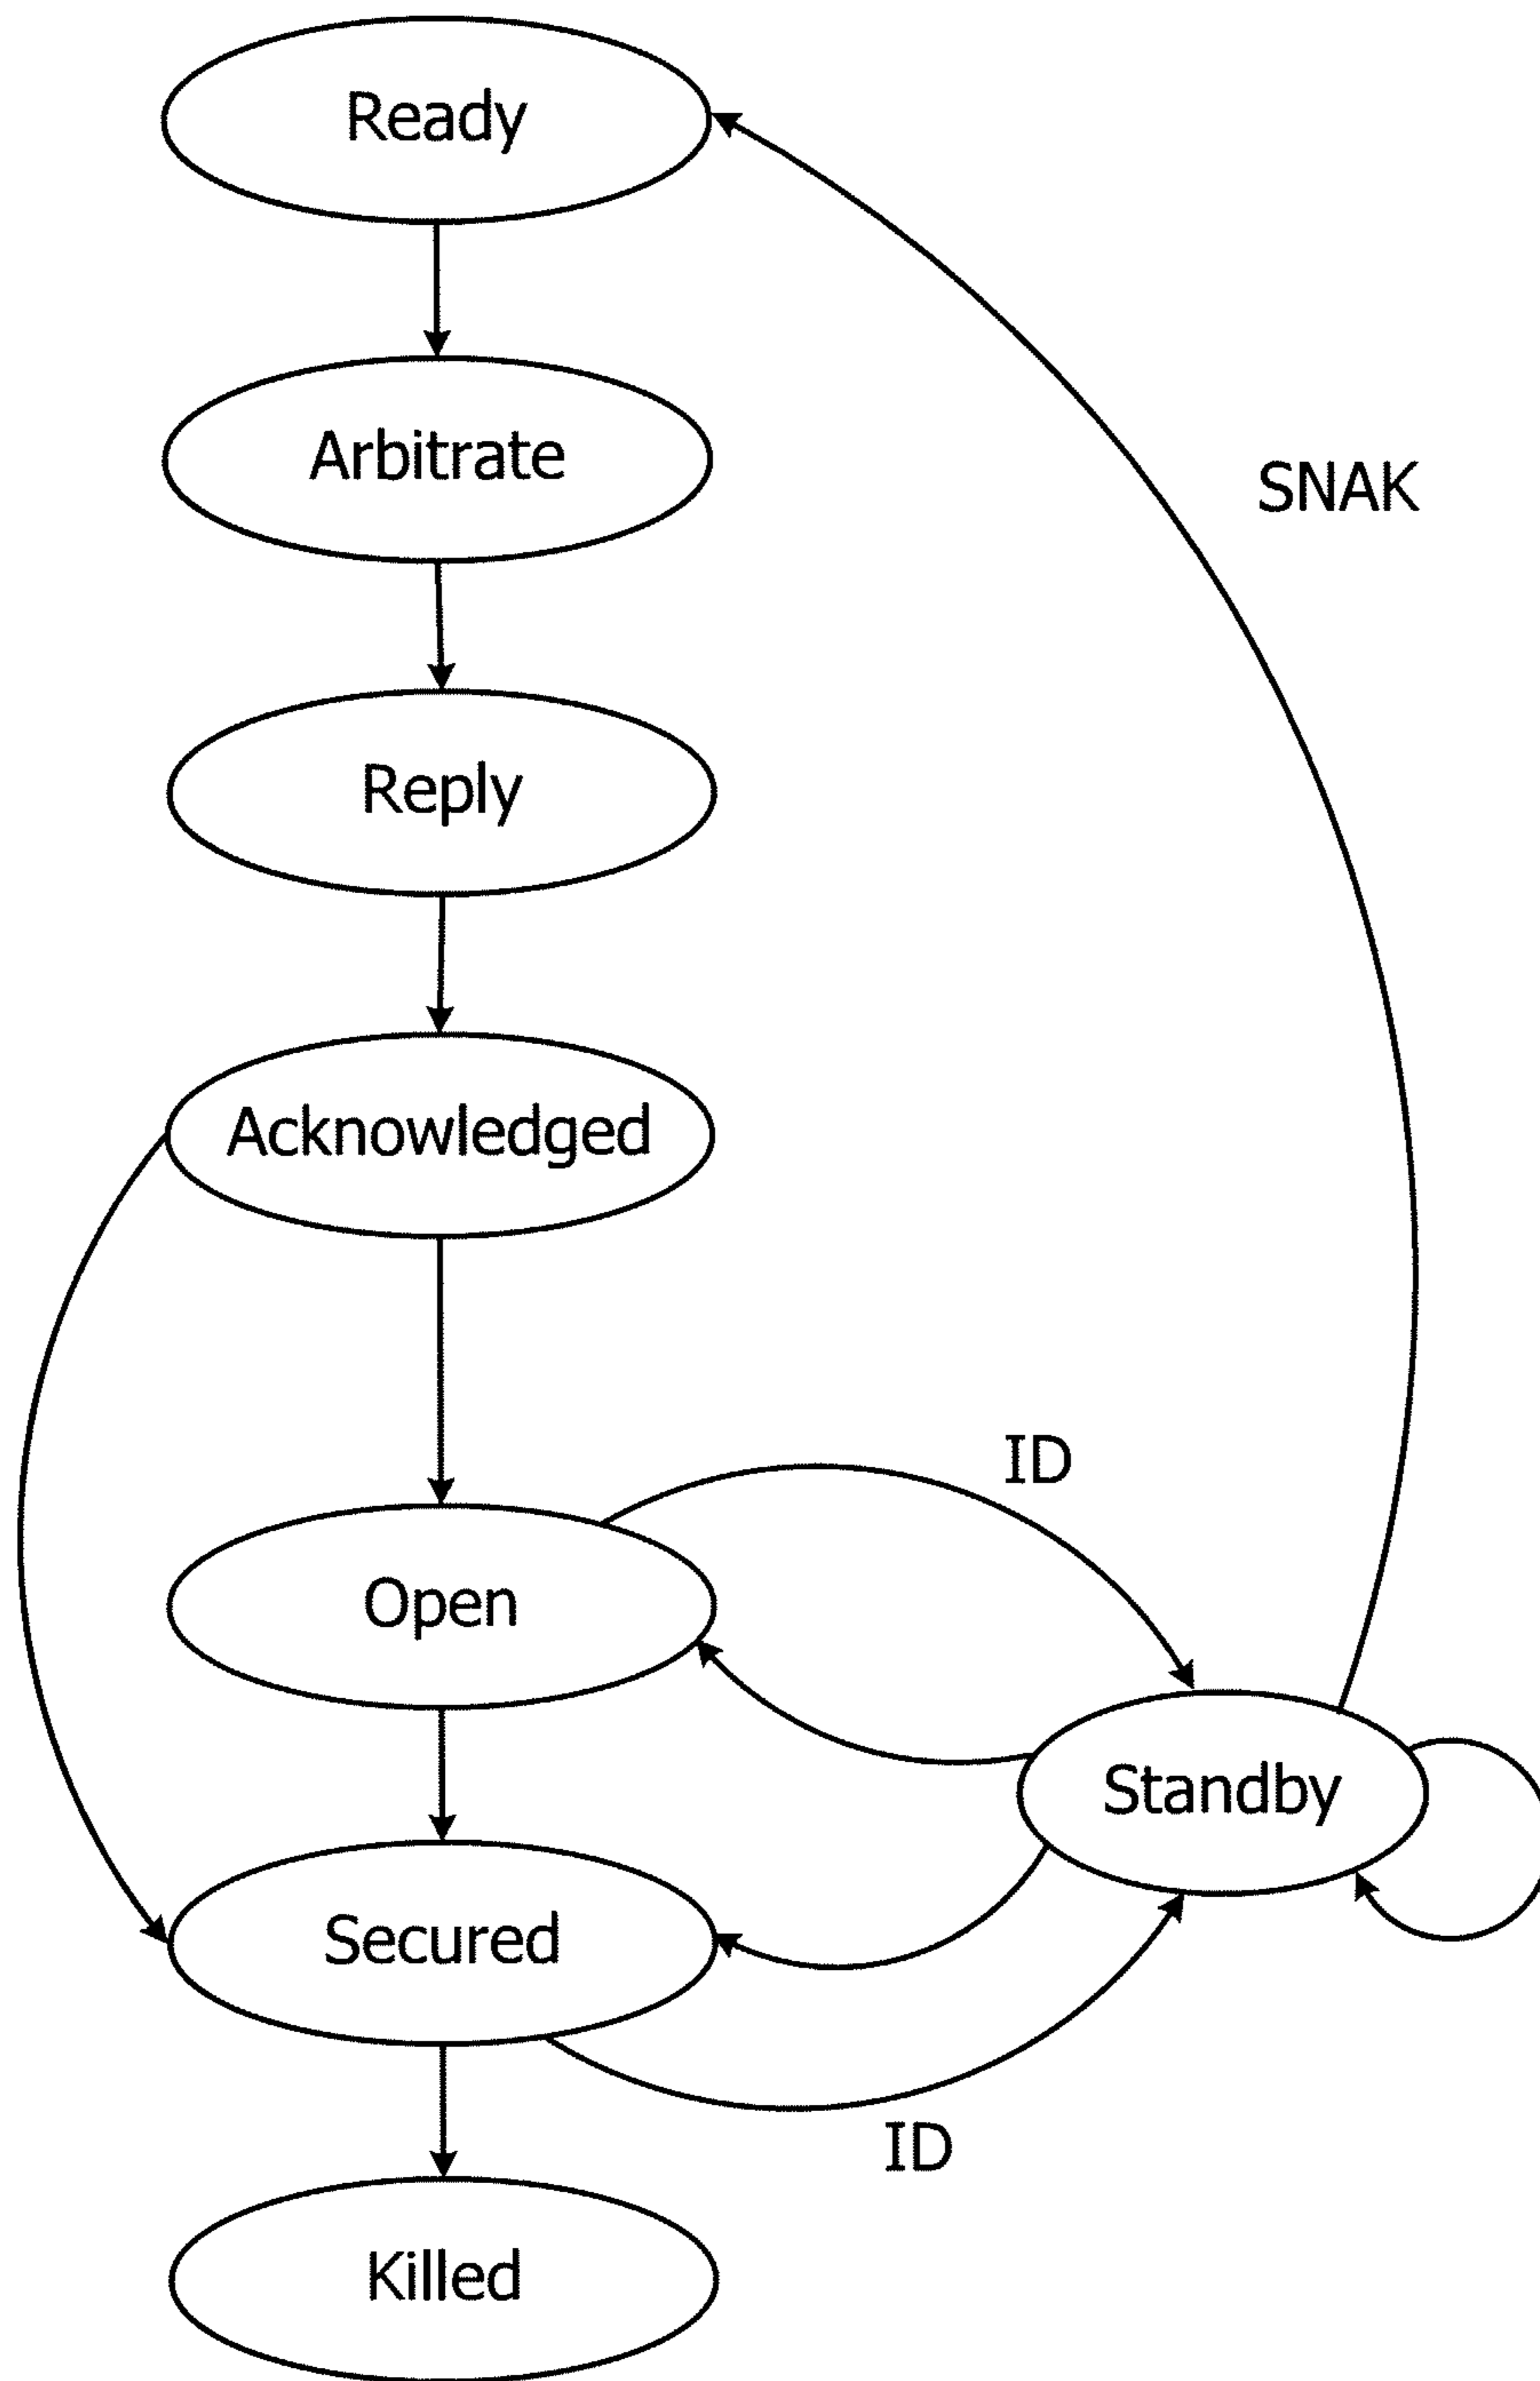 Ready
Arbitrate
SNAK
Reply
Acknowledged
ID
Open
Standby
Secured
ID
Killed